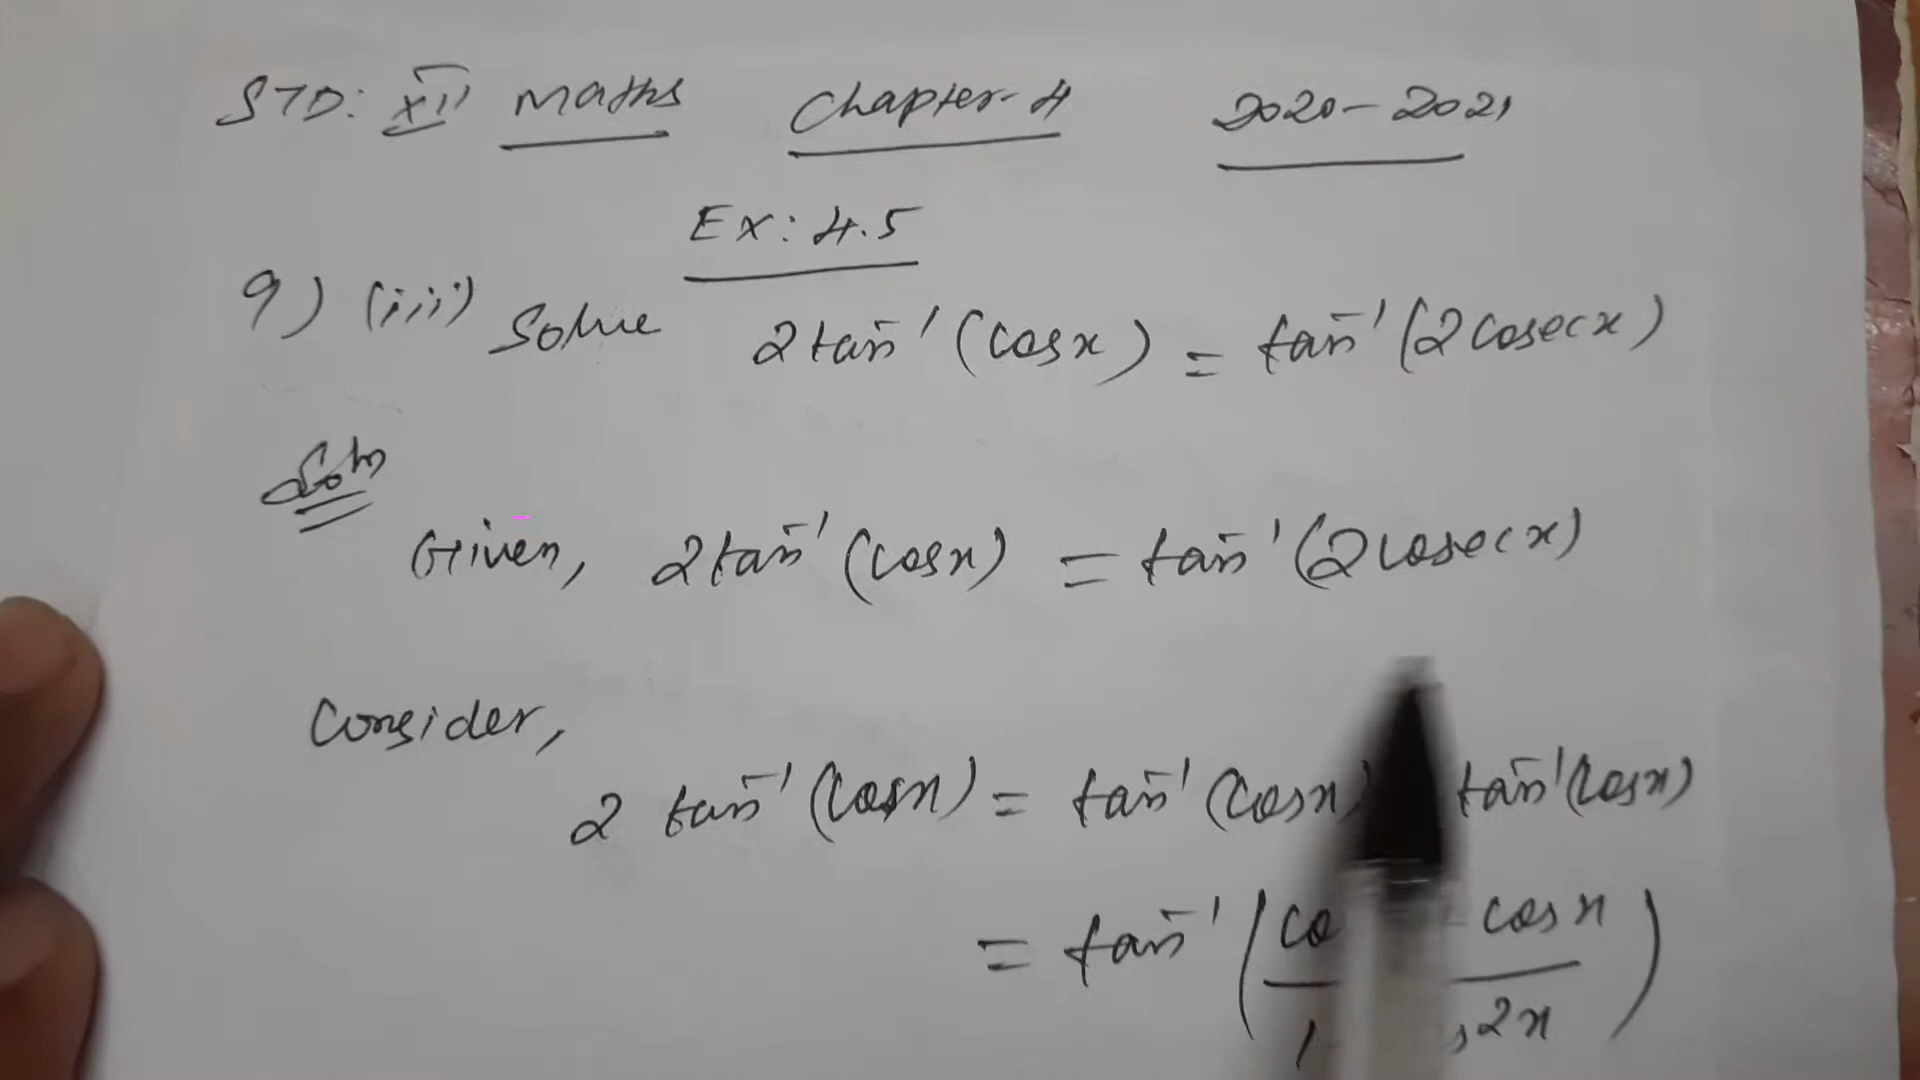 STD: XII Maths Chapter-4 2020-2021
Ex: 4.5
9) (iii) Solve 2tan⁻¹(cosx) = tan⁻¹(2cosecx)
Soln
Given, 2tan⁻¹(cosx) = tan⁻¹(2cosecx)
Consider,
2 tan⁻¹(cosx) = tan⁻¹(cosx) tan⁻¹(cosx)
= tan⁻¹( cosx )